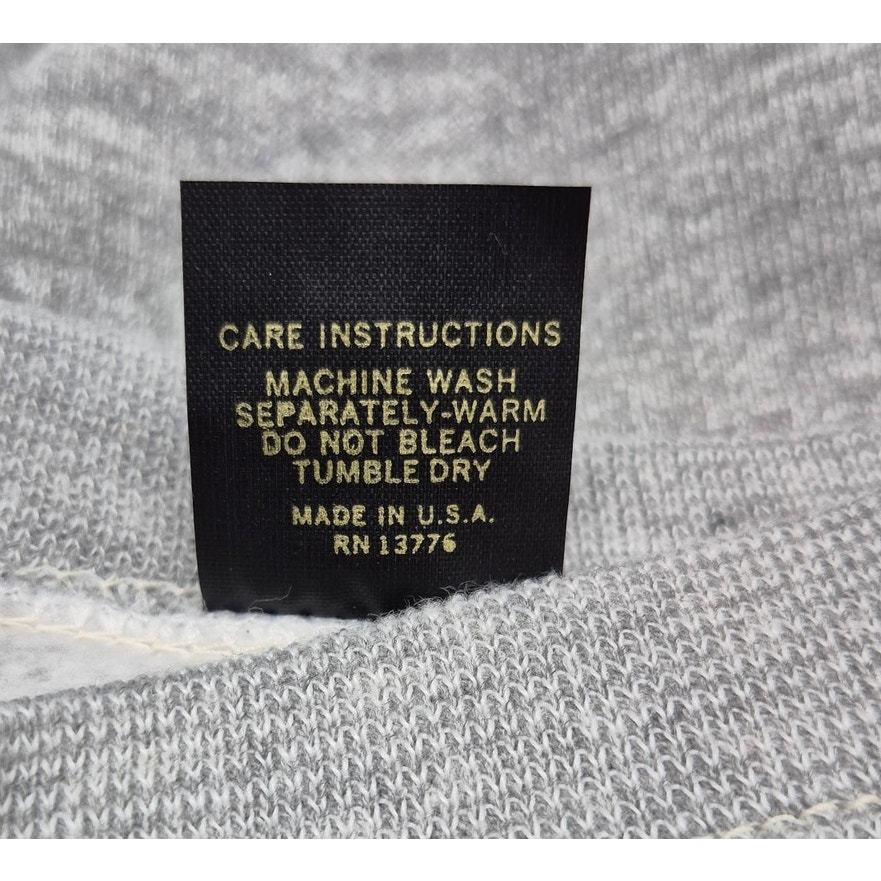 CARE INSTRUCTIONS
MACHINE WASH
SEPARATELY-WARM
DO NOT BLEACH
TUMBLE DRY
MADE IN U.S.A.
RN 13776